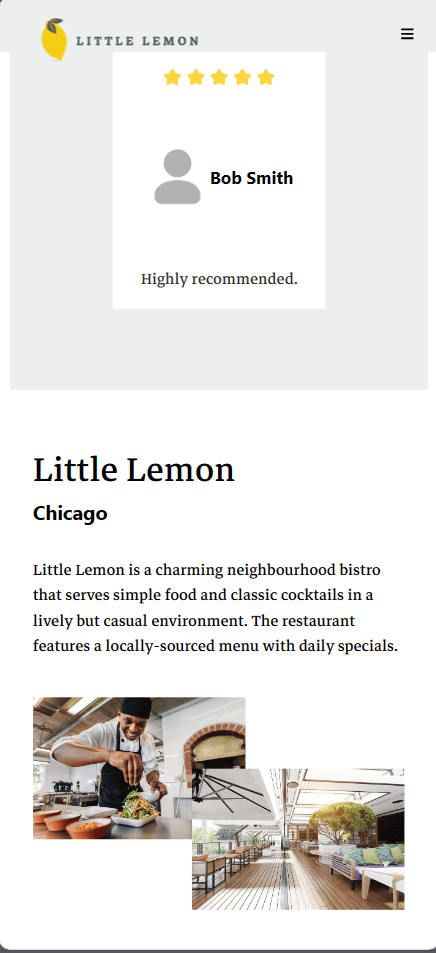 LITTLE LEMON
Bob Smith
Highly recommended.
Little Lemon
Chicago
Little Lemon is a charming neighbourhood bistro
that serves simple food and classic cocktails in a
lively but casual environment. The restaurant
features a locally-sourced menu with daily specials.